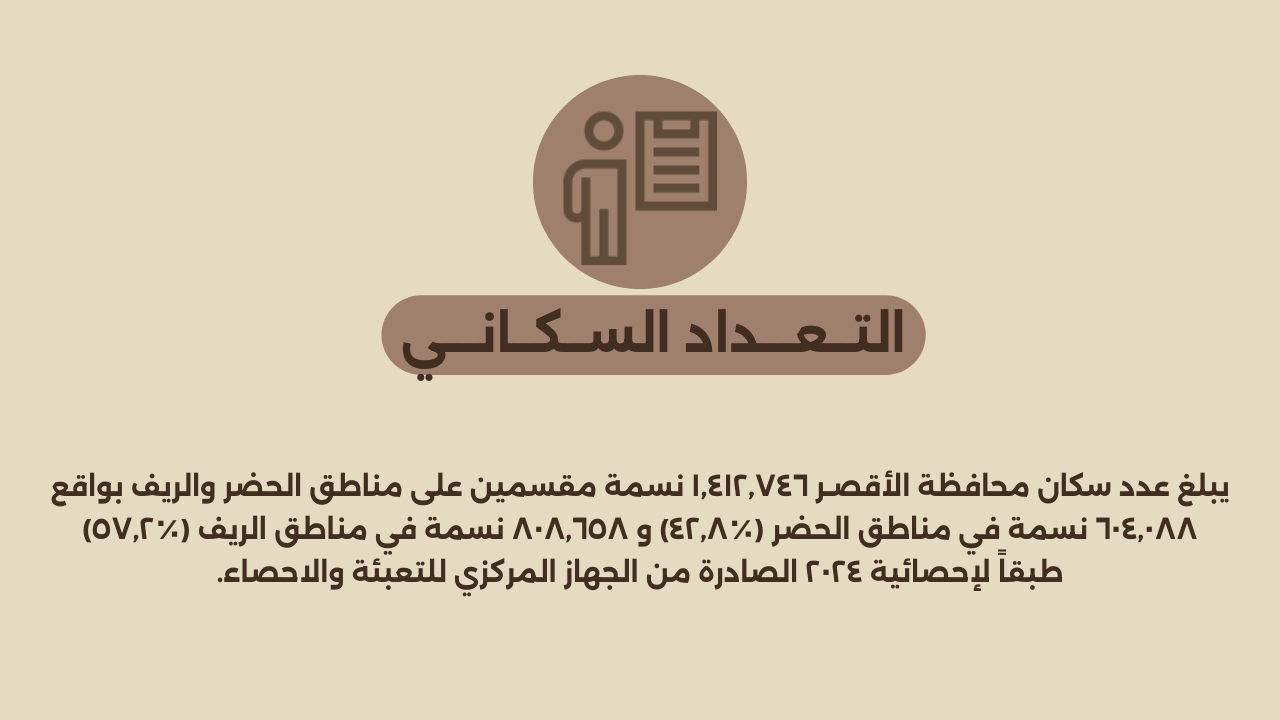 التـــعـــداد الســـكـــانـــي
يبلغ عدد سكان محافظة الأقصر ١,٤١٢,٧٤٦ نسمة مقسمين على مناطق الحضر والريف بواقع
٦٠٤,٠٨٨ نسمة في مناطق الحضر (٤٢,٨٪) و ٨٠٨,٦٥٨ نسمة في مناطق الريف (٥٧,٢٪)
طبقاً لإحصائية ٢٠٢٤ الصادرة من الجهاز المركزي للتعبئة والاحصاء.